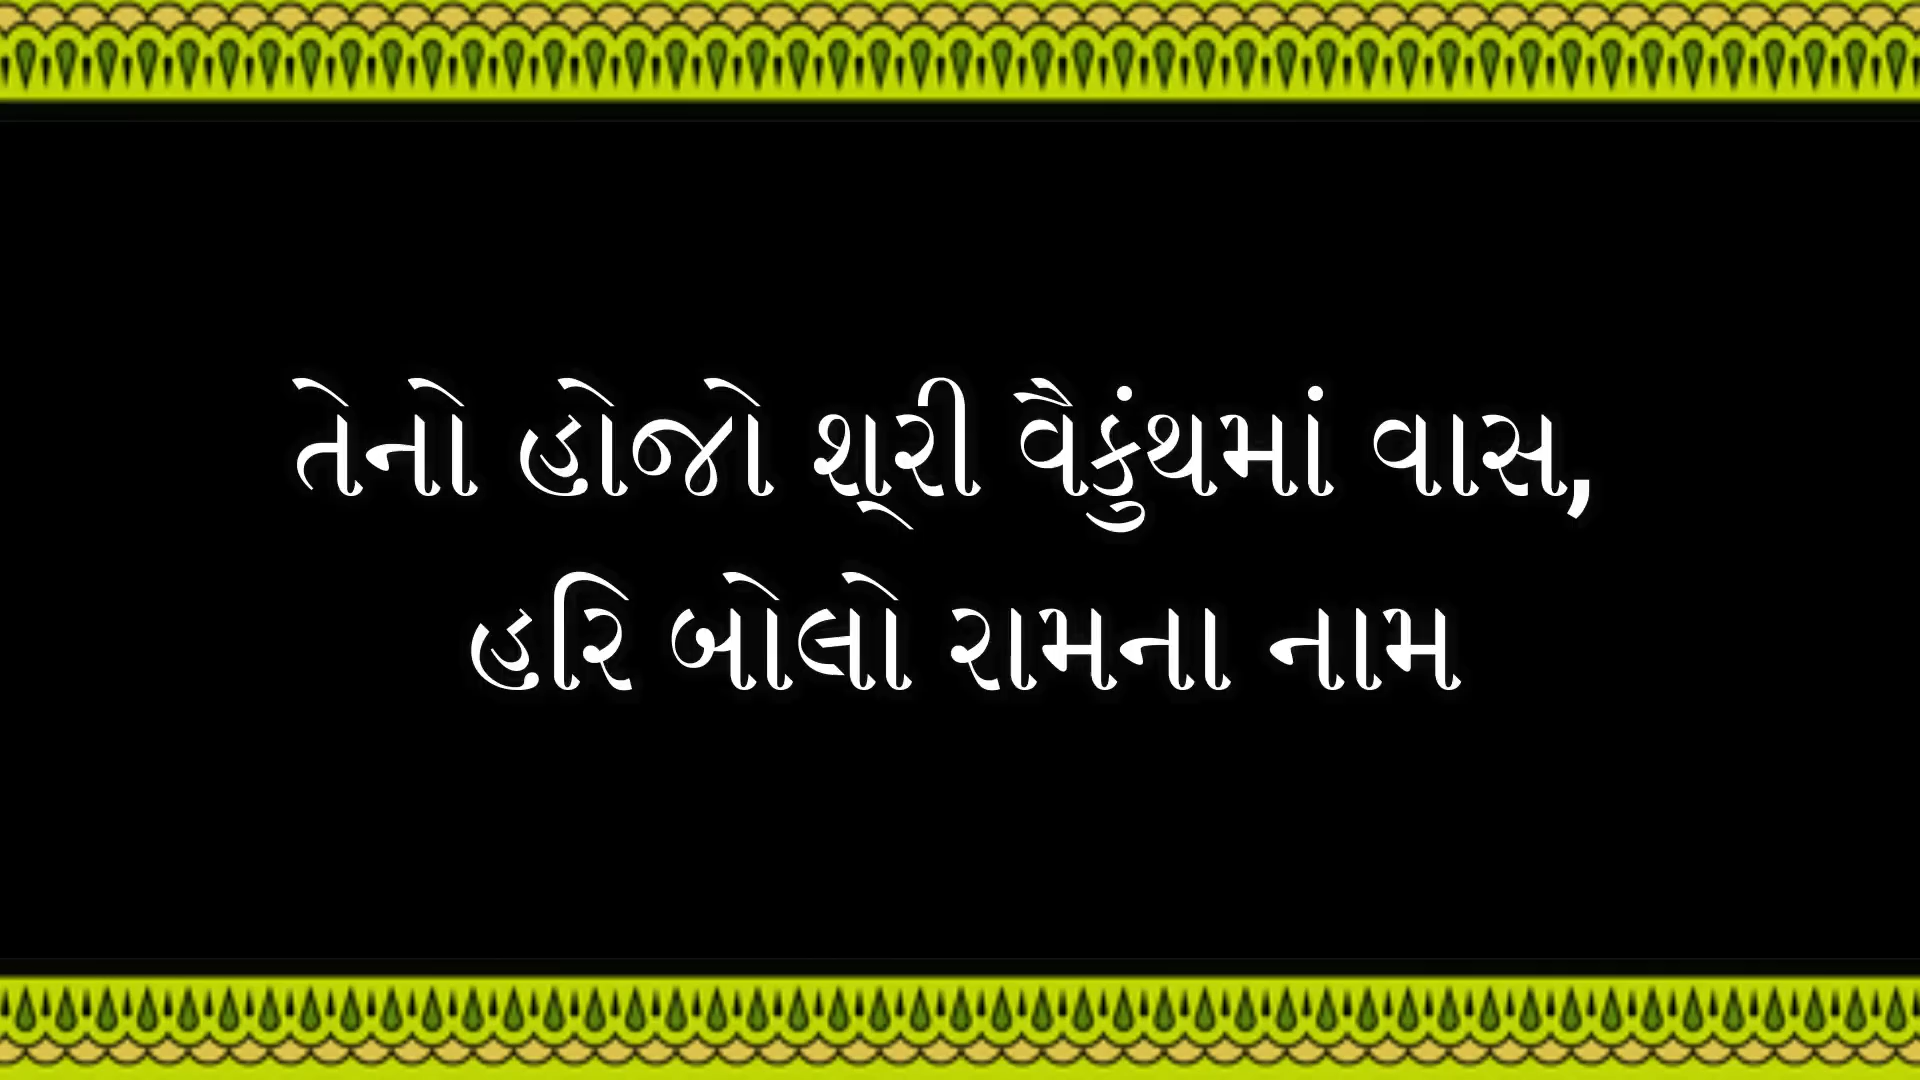 તેનો હોજો શ્‌રી વૈકુંથમાં વાસ,
હરિ બોલો રામના નામ